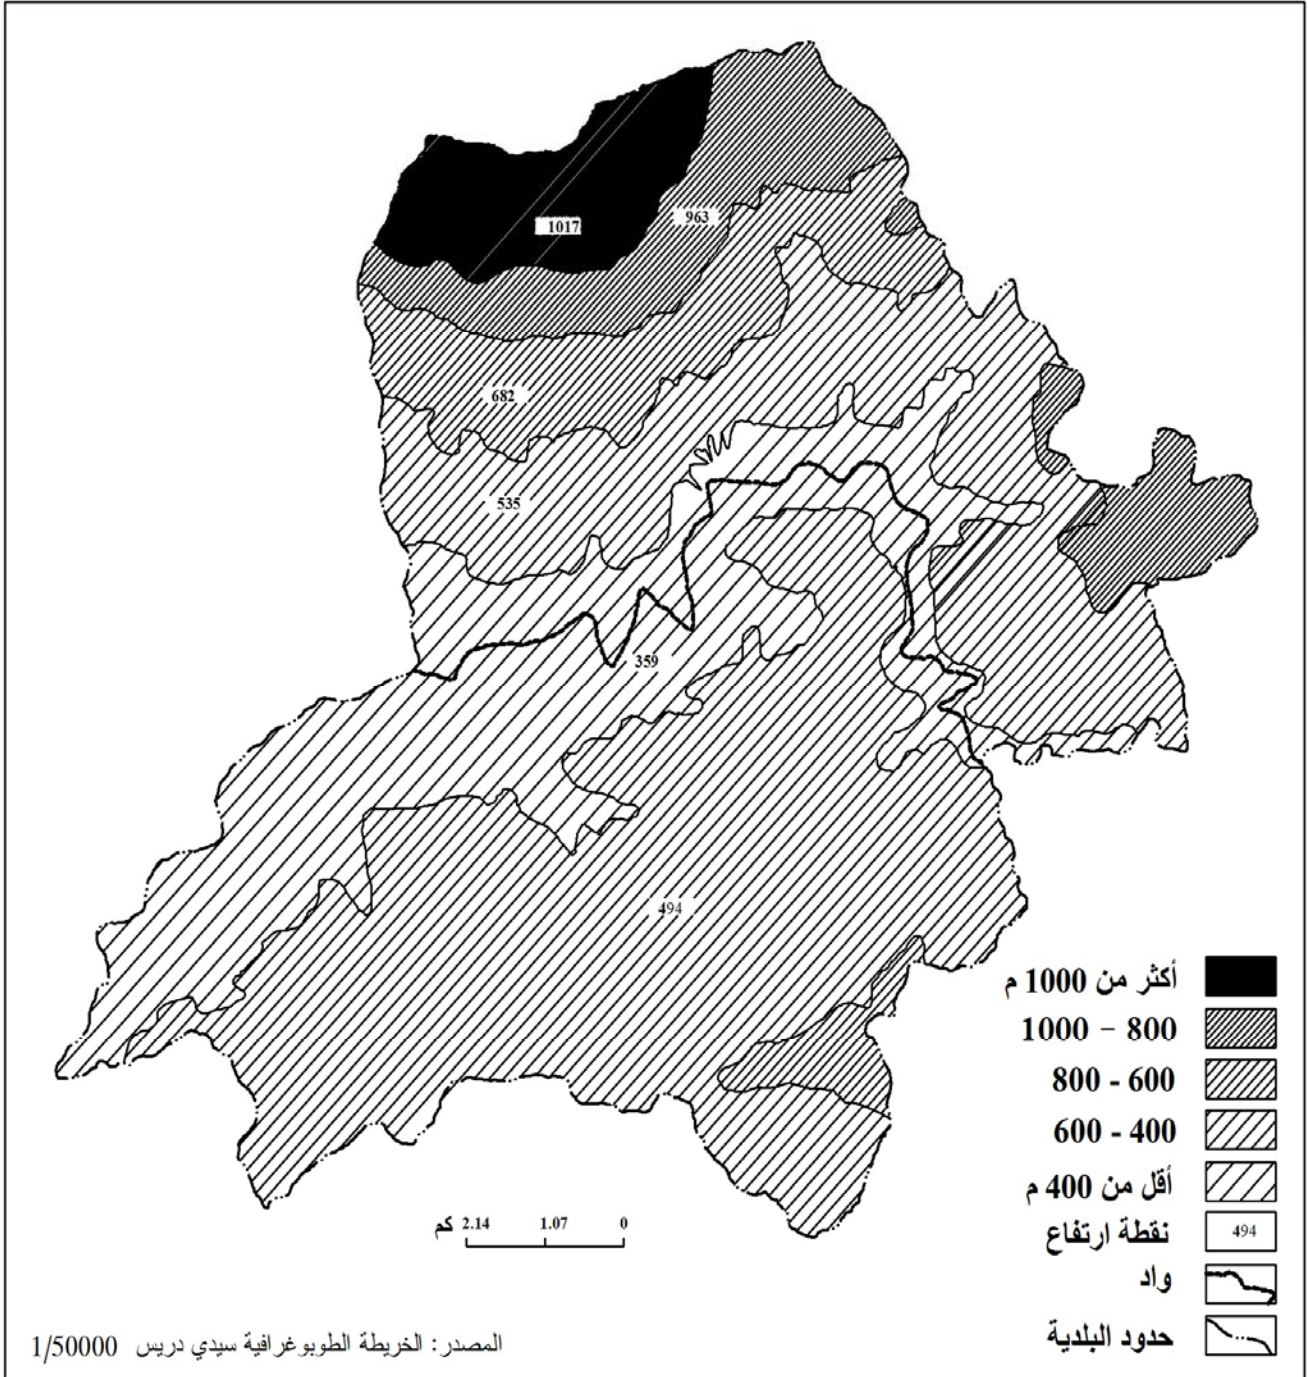 1017
963
682
535
359
494
أكثر من 1000 م
1000 – 800
800 - 600
600 - 400
أقل من 400 م
494 نقطة ارتفاع
واد
حدود البلدية
كم 2.14 1.07 0
المصدر: الخريطة الطوبوغرافية سيدي دريس 1/50000